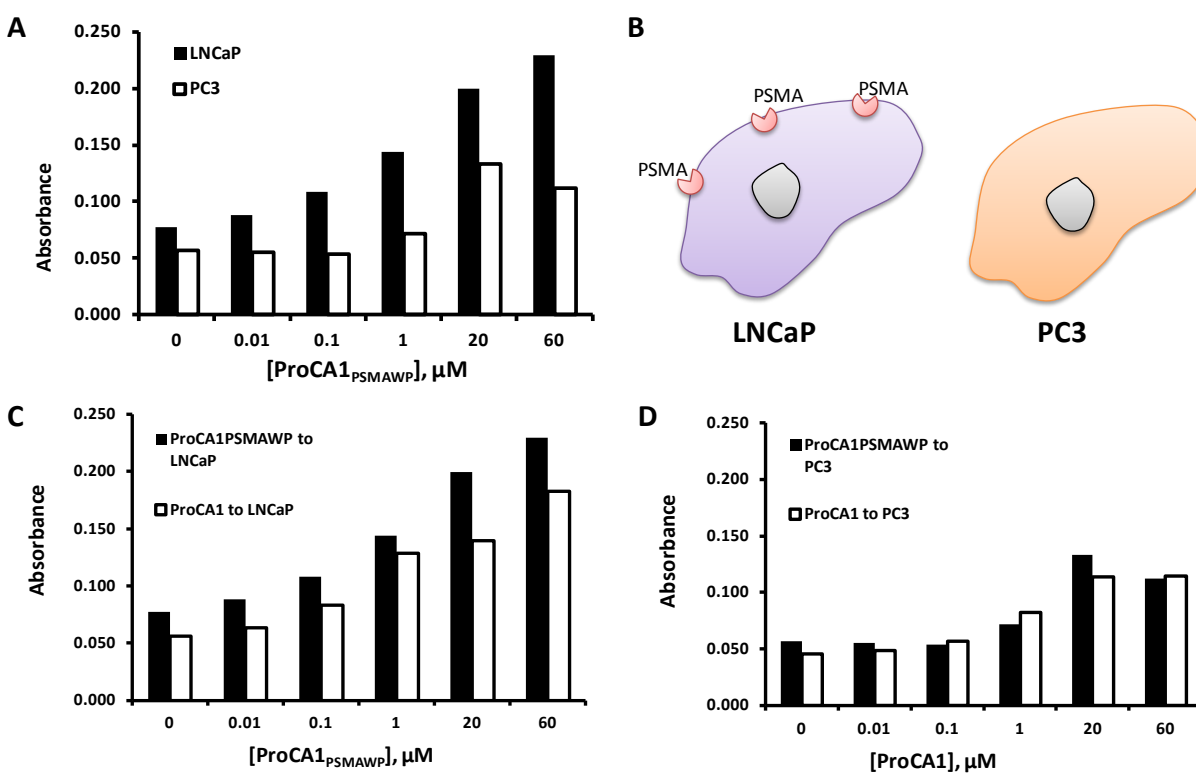 A
0.250
0.200
0.150
0.100
0.050
0.000
Absorbance
LNCaP
PC3
0 0.01 0.1 1 20 60
[ProCA1PSMAWP], µM
B
PSMA
PSMA
PSMA
LNCaP
PC3
C
0.250
0.200
0.150
0.100
0.050
0.000
Absorbance
ProCA1PSMAWP to
LNCaP
ProCA1 to LNCaP
0 0.01 0.1 1 20 60
[ProCA1PSMAWP], µM
D
0.250
0.200
0.150
0.100
0.050
0.000
Absorbance
ProCA1PSMAWP to
PC3
ProCA1 to PC3
0 0.01 0.1 1 20 60
[ProCA1], µM